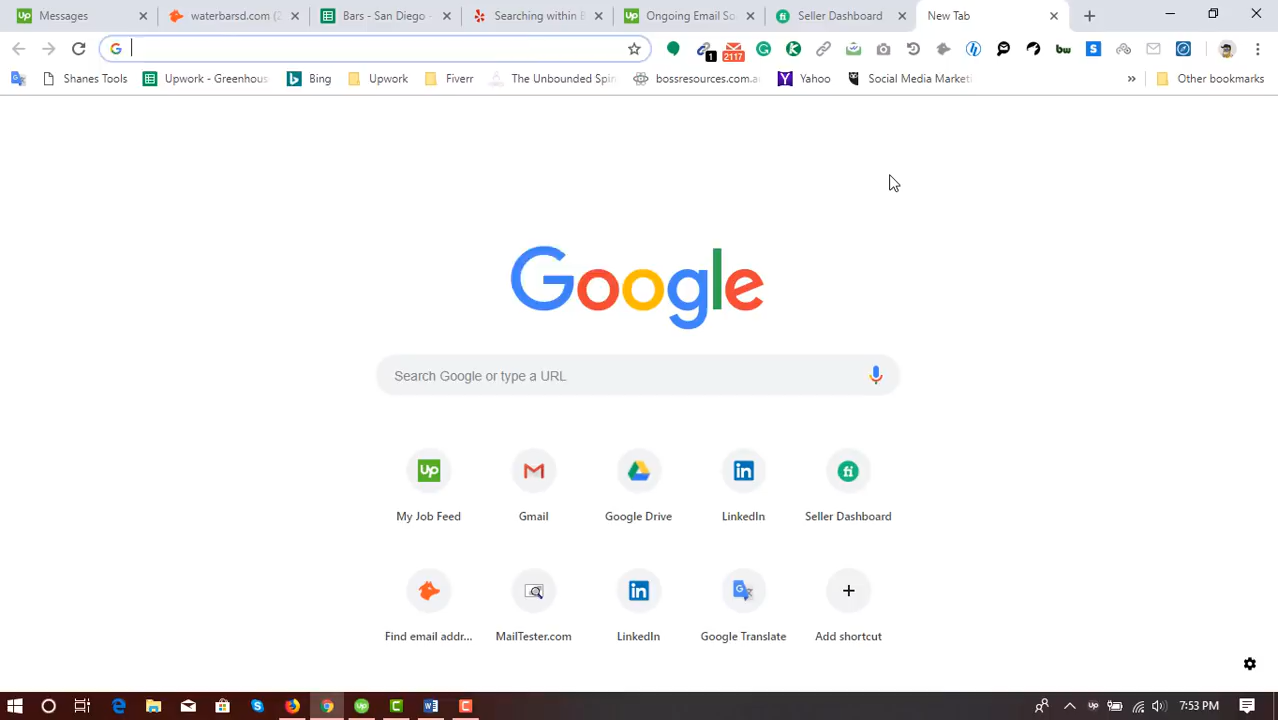 Messages
waterbarsd.com (2
Bars - San Diego -
Searching within B
Ongoing Email So
Seller Dashboard
New Tab
1
2117
Shanes Tools
Upwork - Greenhous
Bing
Upwork
Fiverr
The Unbounded Spir
bossresources.com.a
Yahoo
Social Media Marketi
»
Other bookmarks
Google
Search Google or type a URL
My Job Feed
Gmail
Google Drive
LinkedIn
Seller Dashboard
Find email addr...
MailTester.com
LinkedIn
Google Translate
Add shortcut
7:53 PM